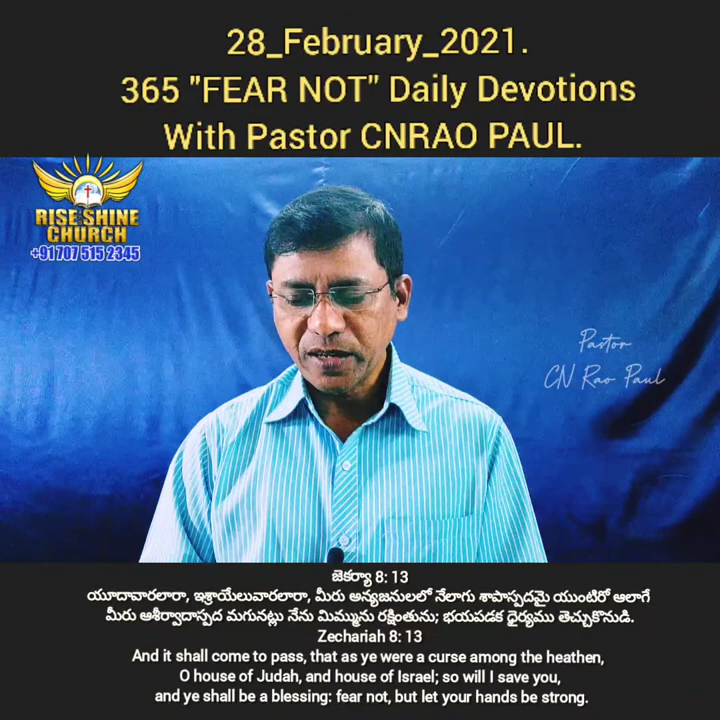 28_February_2021.
365 "FEAR NOT" Daily Devotions
With Pastor CNRAO PAUL.
RISE SHINE
CHURCH
+91 707 515 2345
Pastor
CN Rao Paul
జెకర్యా 8: 13
యూదావారలారా, ఇశ్రాయేలువారలారా, మీరు అన్యజనులలో నేలాగు శాపాస్పదమై యుంటిరో ఆలాగే
మీరు ఆశీర్వాదాస్పద మగునట్లు నేను మిమ్మును రక్షింతును; భయపడక ధైర్యము తెచ్చుకొనుడి.
Zechariah 8: 13
And it shall come to pass, that as ye were a curse among the heathen,
O house of Judah, and house of Israel; so will I save you,
and ye shall be a blessing: fear not, but let your hands be strong.